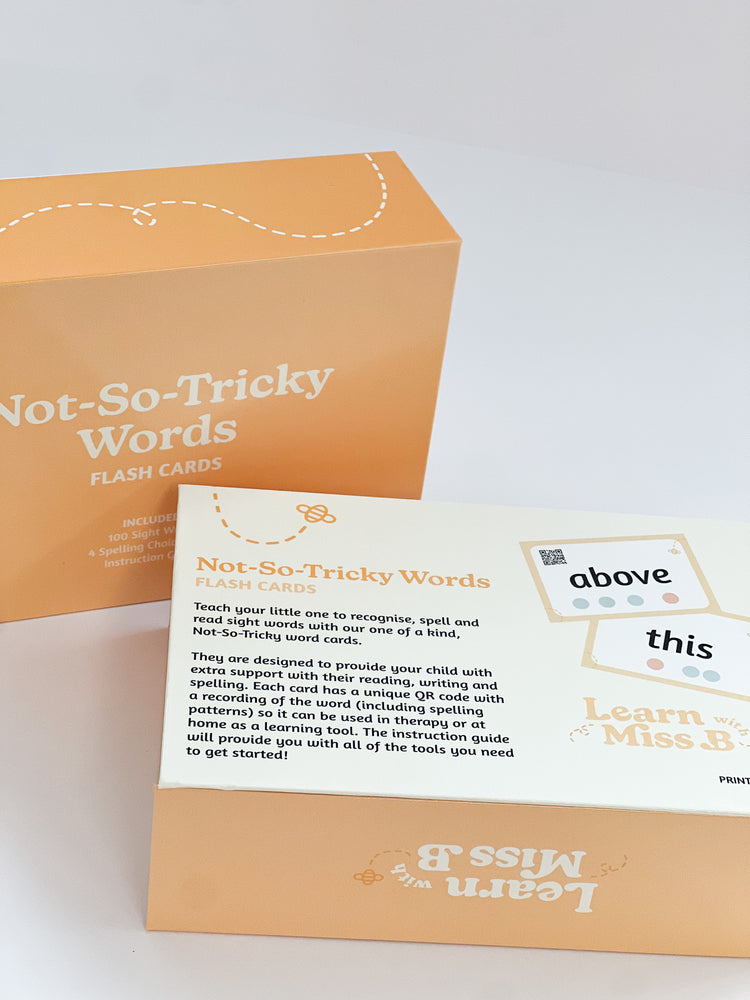 Not-So-Tricky
Words
FLASH CARDS
INCLUDED
100 Sight
4 Spelling
Instruction
Not-So-Tricky Words
FLASH CARDS
Teach your little one to recognise, spell and
read sight words with our one of a kind,
Not-So-Tricky word cards.
They are designed to provide your child with
extra support with their reading, writing and
spelling. Each card has a unique QR code with
a recording of the word (including spelling
patterns) so it can be used in therapy or at
home as a learning tool. The instruction guide
will provide you with all of the tools you need
to get started!
above
this
Learn with
Miss B
PRINT
Learn with
Miss B